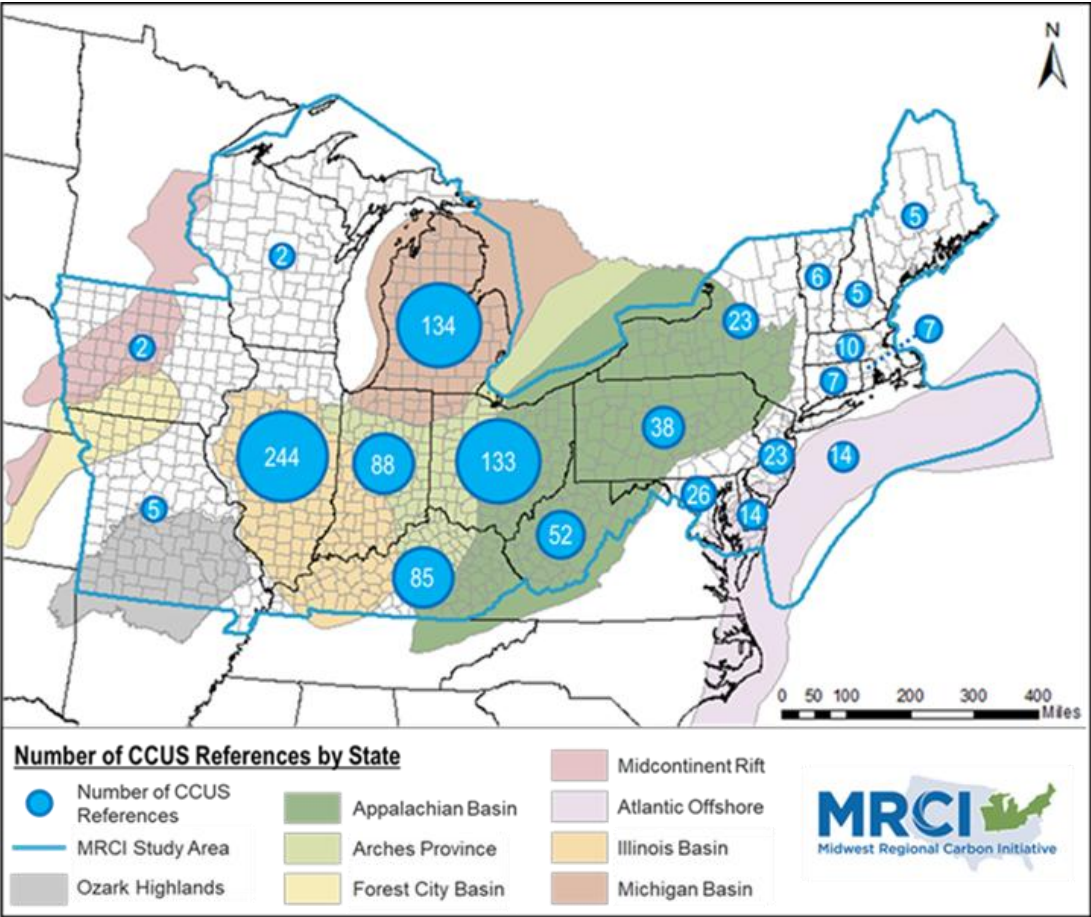 N
5
2
6
5
134
23
7
2
10
7
38
244
88
133
23
14
26
5
14
52
85
0 50 100 200 300 400
Miles
Number of CCUS References by State
Number of CCUS
References
MRCI Study Area
Ozark Highlands
Appalachian Basin
Arches Province
Forest City Basin
Midcontinent Rift
Atlantic Offshore
Illinois Basin
Michigan Basin
MRCI
Midwest Regional Carbon Initiative